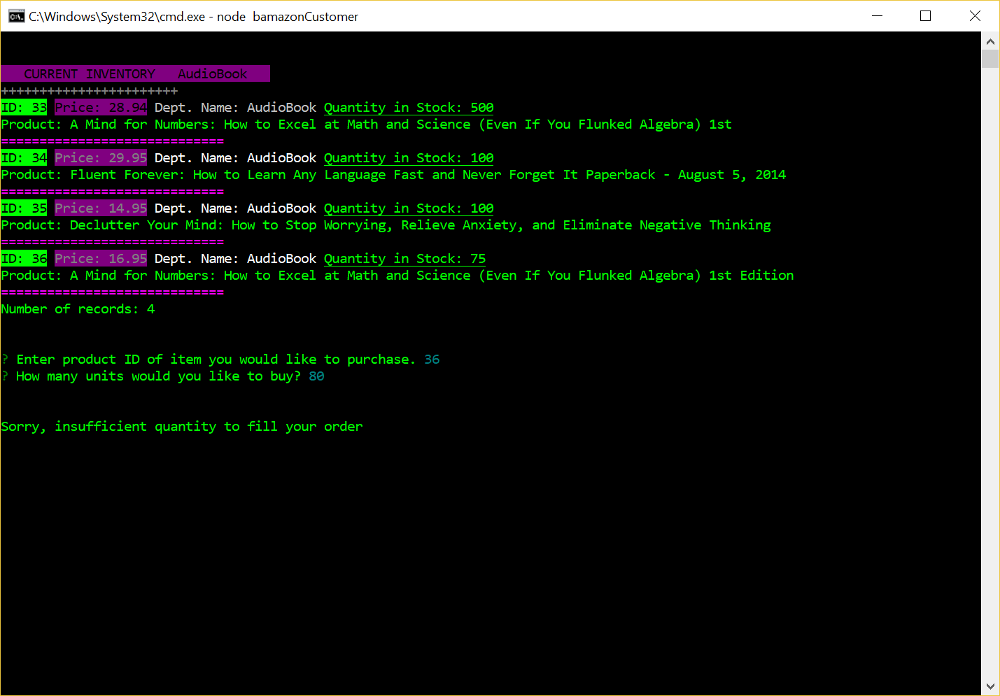 C:\Windows\System32\cmd.exe - node  bamazonCustomer
CURRENT INVENTORY   AudioBook
+++++++++++++++++++++++
ID: 33 Price: 28.94 Dept. Name: AudioBook Quantity in Stock: 500
Product: A Mind for Numbers: How to Excel at Math and Science (Even If You Flunked Algebra) 1st
=============================
ID: 34 Price: 29.95 Dept. Name: AudioBook Quantity in Stock: 100
Product: Fluent Forever: How to Learn Any Language Fast and Never Forget It Paperback - August 5, 2014
=============================
ID: 35 Price: 14.95 Dept. Name: AudioBook Quantity in Stock: 100
Product: Declutter Your Mind: How to Stop Worrying, Relieve Anxiety, and Eliminate Negative Thinking
=============================
ID: 36 Price: 16.95 Dept. Name: AudioBook Quantity in Stock: 75
Product: A Mind for Numbers: How to Excel at Math and Science (Even If You Flunked Algebra) 1st Edition
=============================
Number of records: 4
? Enter product ID of item you would like to purchase. 36
? How many units would you like to buy? 80
Sorry, insufficient quantity to fill your order